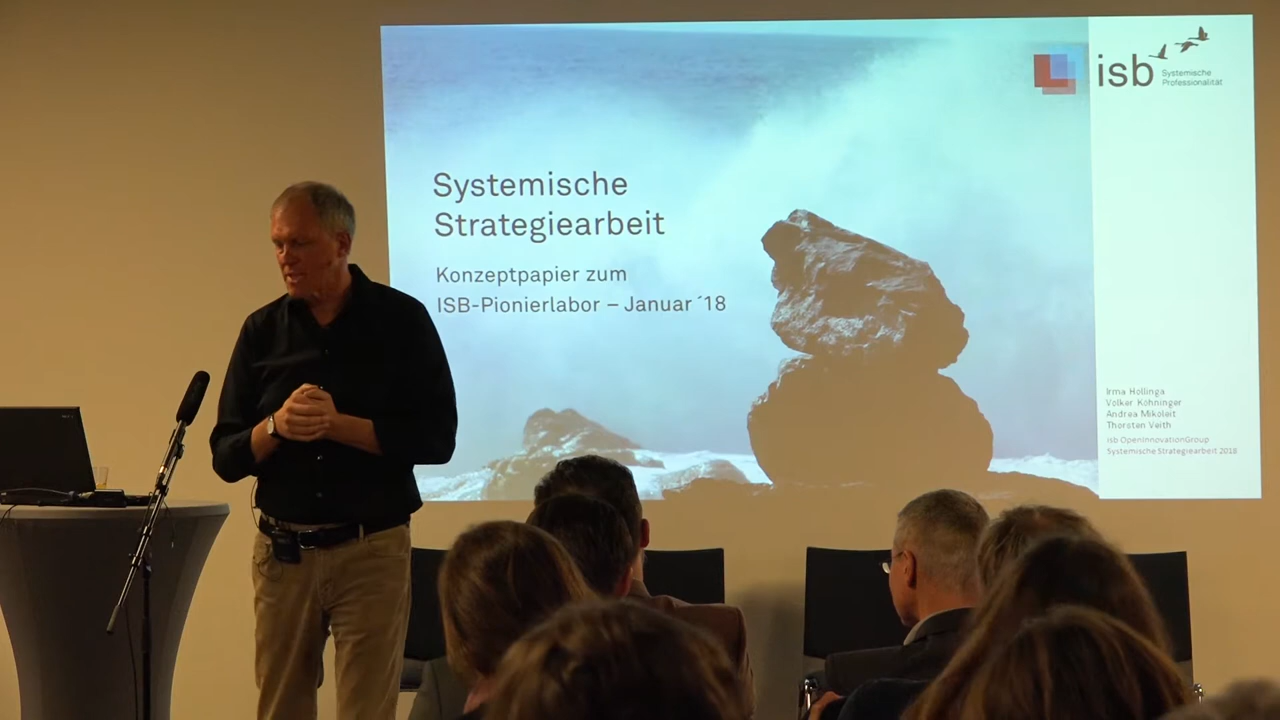 isb
Systemische
Professionalität
Systemische
Strategiearbeit
Konzeptpapier zum
ISB-Pionierlabor – Januar ´18
Irma Hollinga
Volker Köhninger
Andrea Mikoleit
Thorsten Veith
isb OpenInnovationGroup
Systemische Strategiearbeit 2018